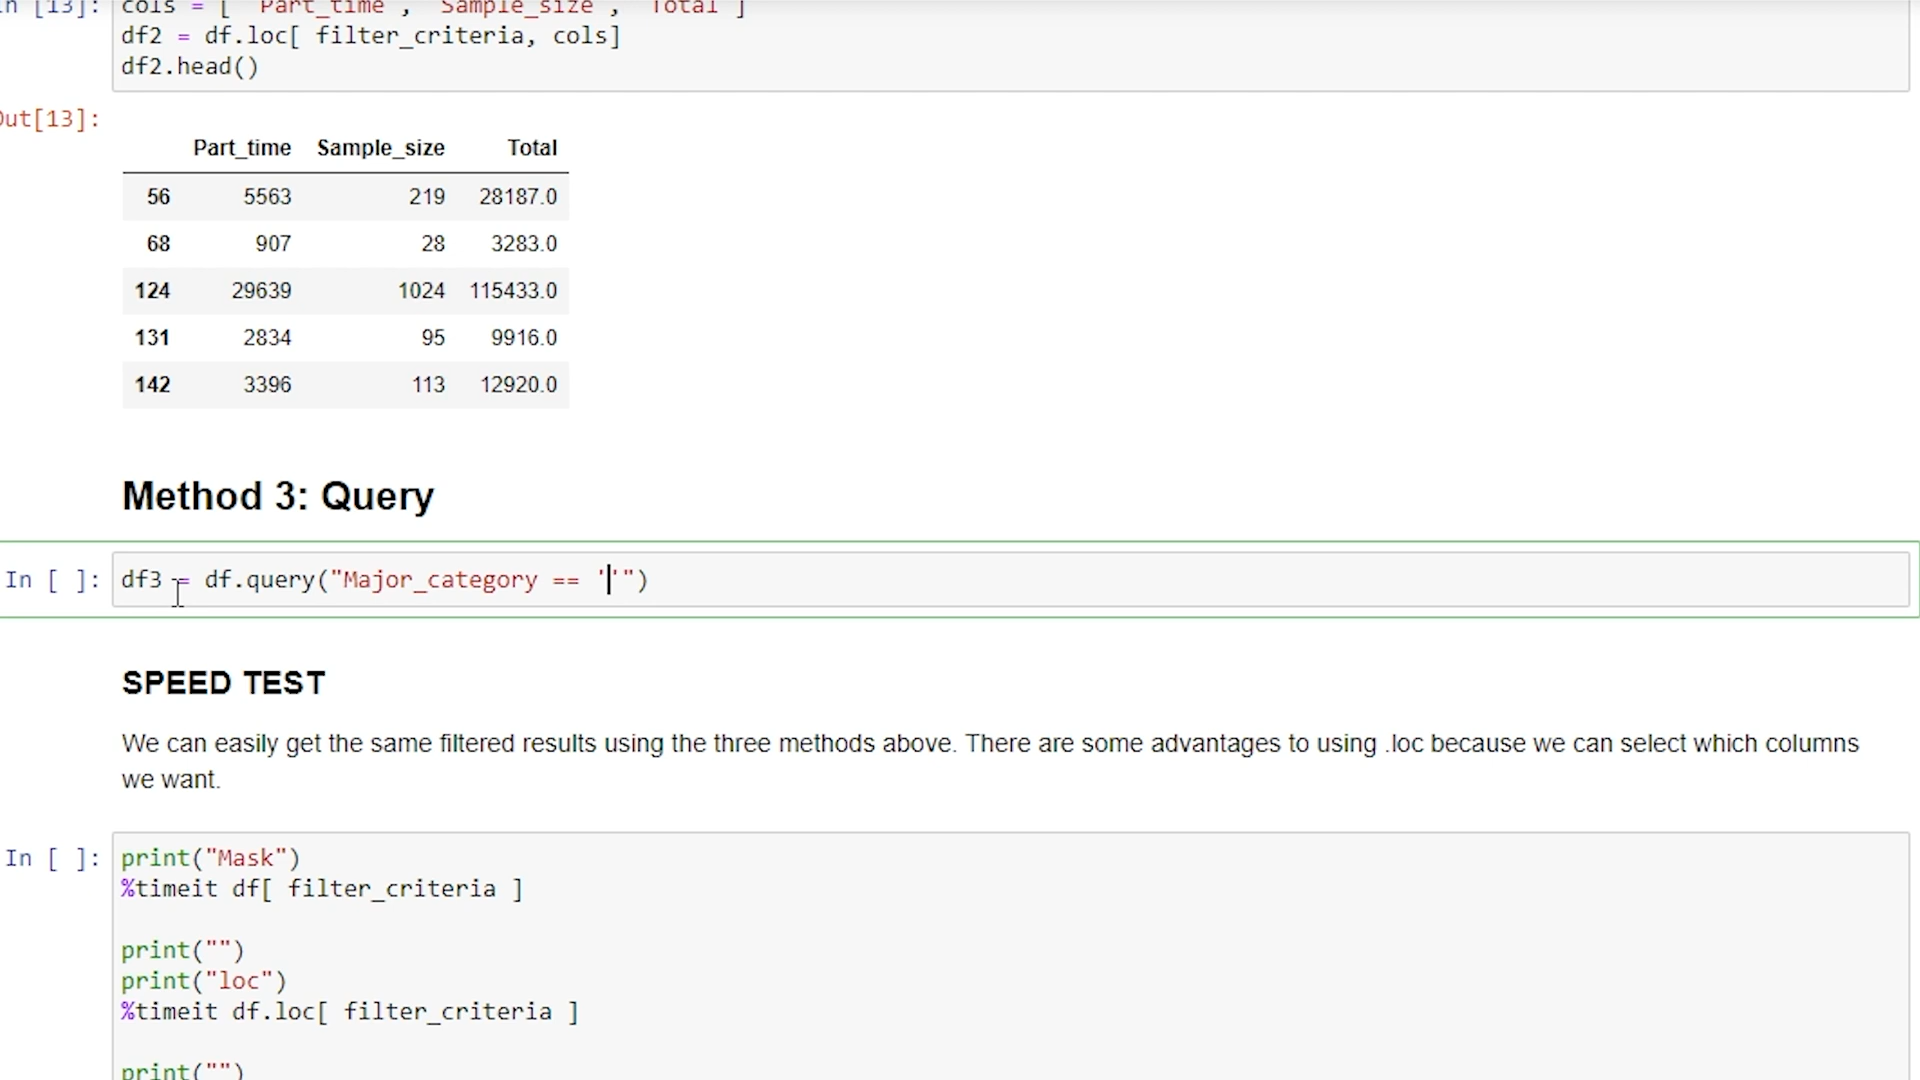 In [13]: cols = [ "Part_time", "Sample_size", "Total"]
df2 = df.loc[ filter_criteria, cols]
df2.head()
Out[13]:
Part_time Sample_size Total
56 5563 219 28187.0
68 907 28 3283.0
124 29639 1024 115433.0
131 2834 95 9916.0
142 3396 113 12920.0
Method 3: Query
In [ ]: df3 = df.query("Major_category == ''")
SPEED TEST
We can easily get the same filtered results using the three methods above. There are some advantages to using .loc because we can select which columns
we want.
In [ ]: print("Mask")
%timeit df[ filter_criteria ]
print("")
print("loc")
%timeit df.loc[ filter_criteria ]
print("")